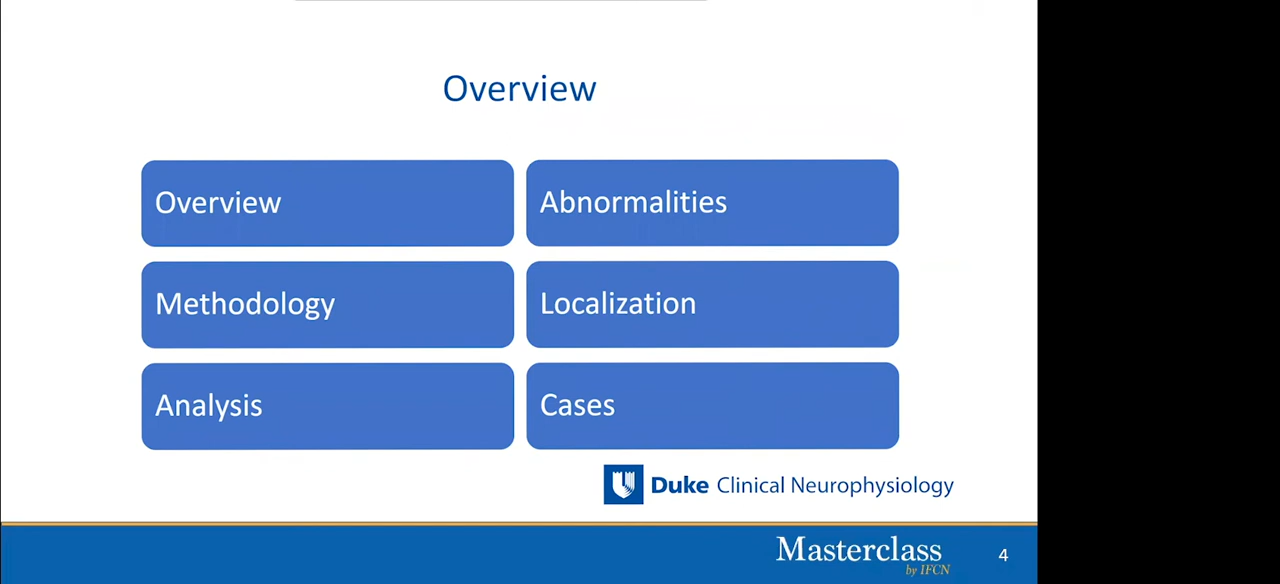 Overview
Overview
Abnormalities
Methodology
Localization
Analysis
Cases
Duke Clinical Neurophysiology
Masterclass
by IFCN
4